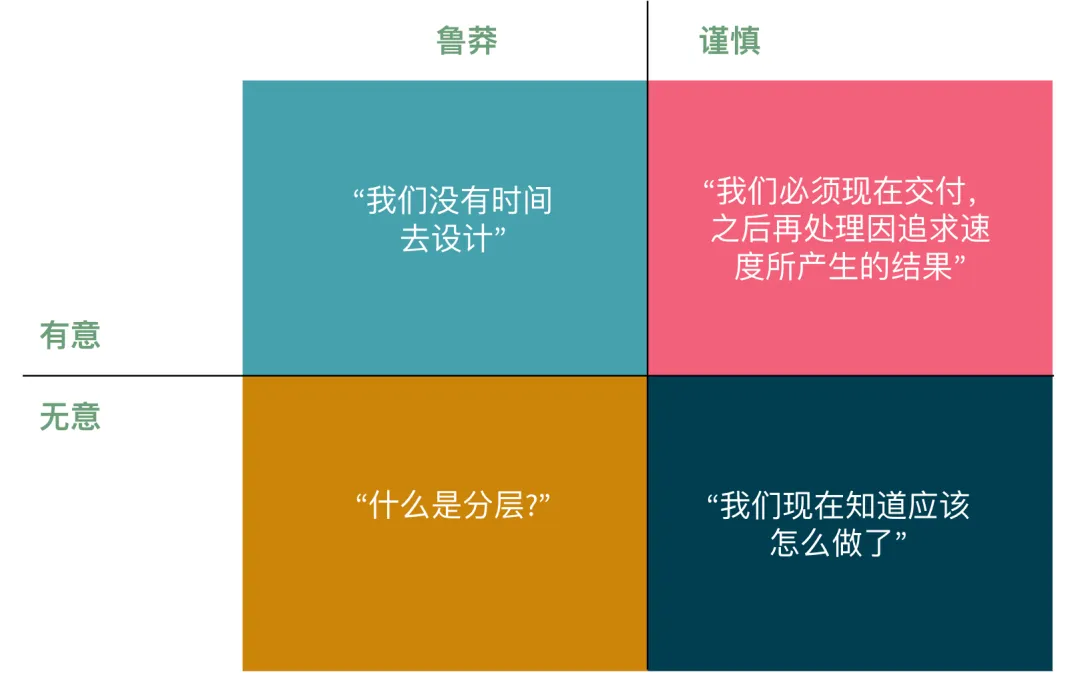 鲁莽
谨慎
“我们没有时间
去设计”
“我们必须现在交付，
之后再处理因追求速
度所产生的结果”
有意
无意
“什么是分层?”
“我们现在知道应该
怎么做了”